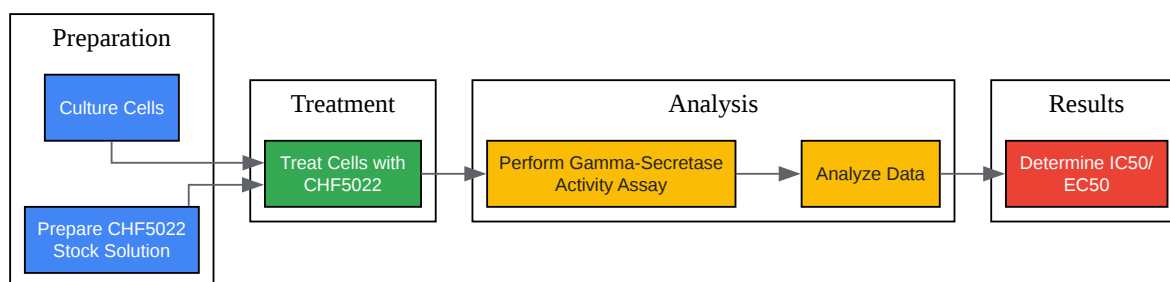 Preparation
Culture Cells
Prepare CHF5022
Stock Solution
Treatment
Treat Cells with
CHF5022
Analysis
Perform Gamma-Secretase
Activity Assay
Analyze Data
Results
Determine IC50/
EC50